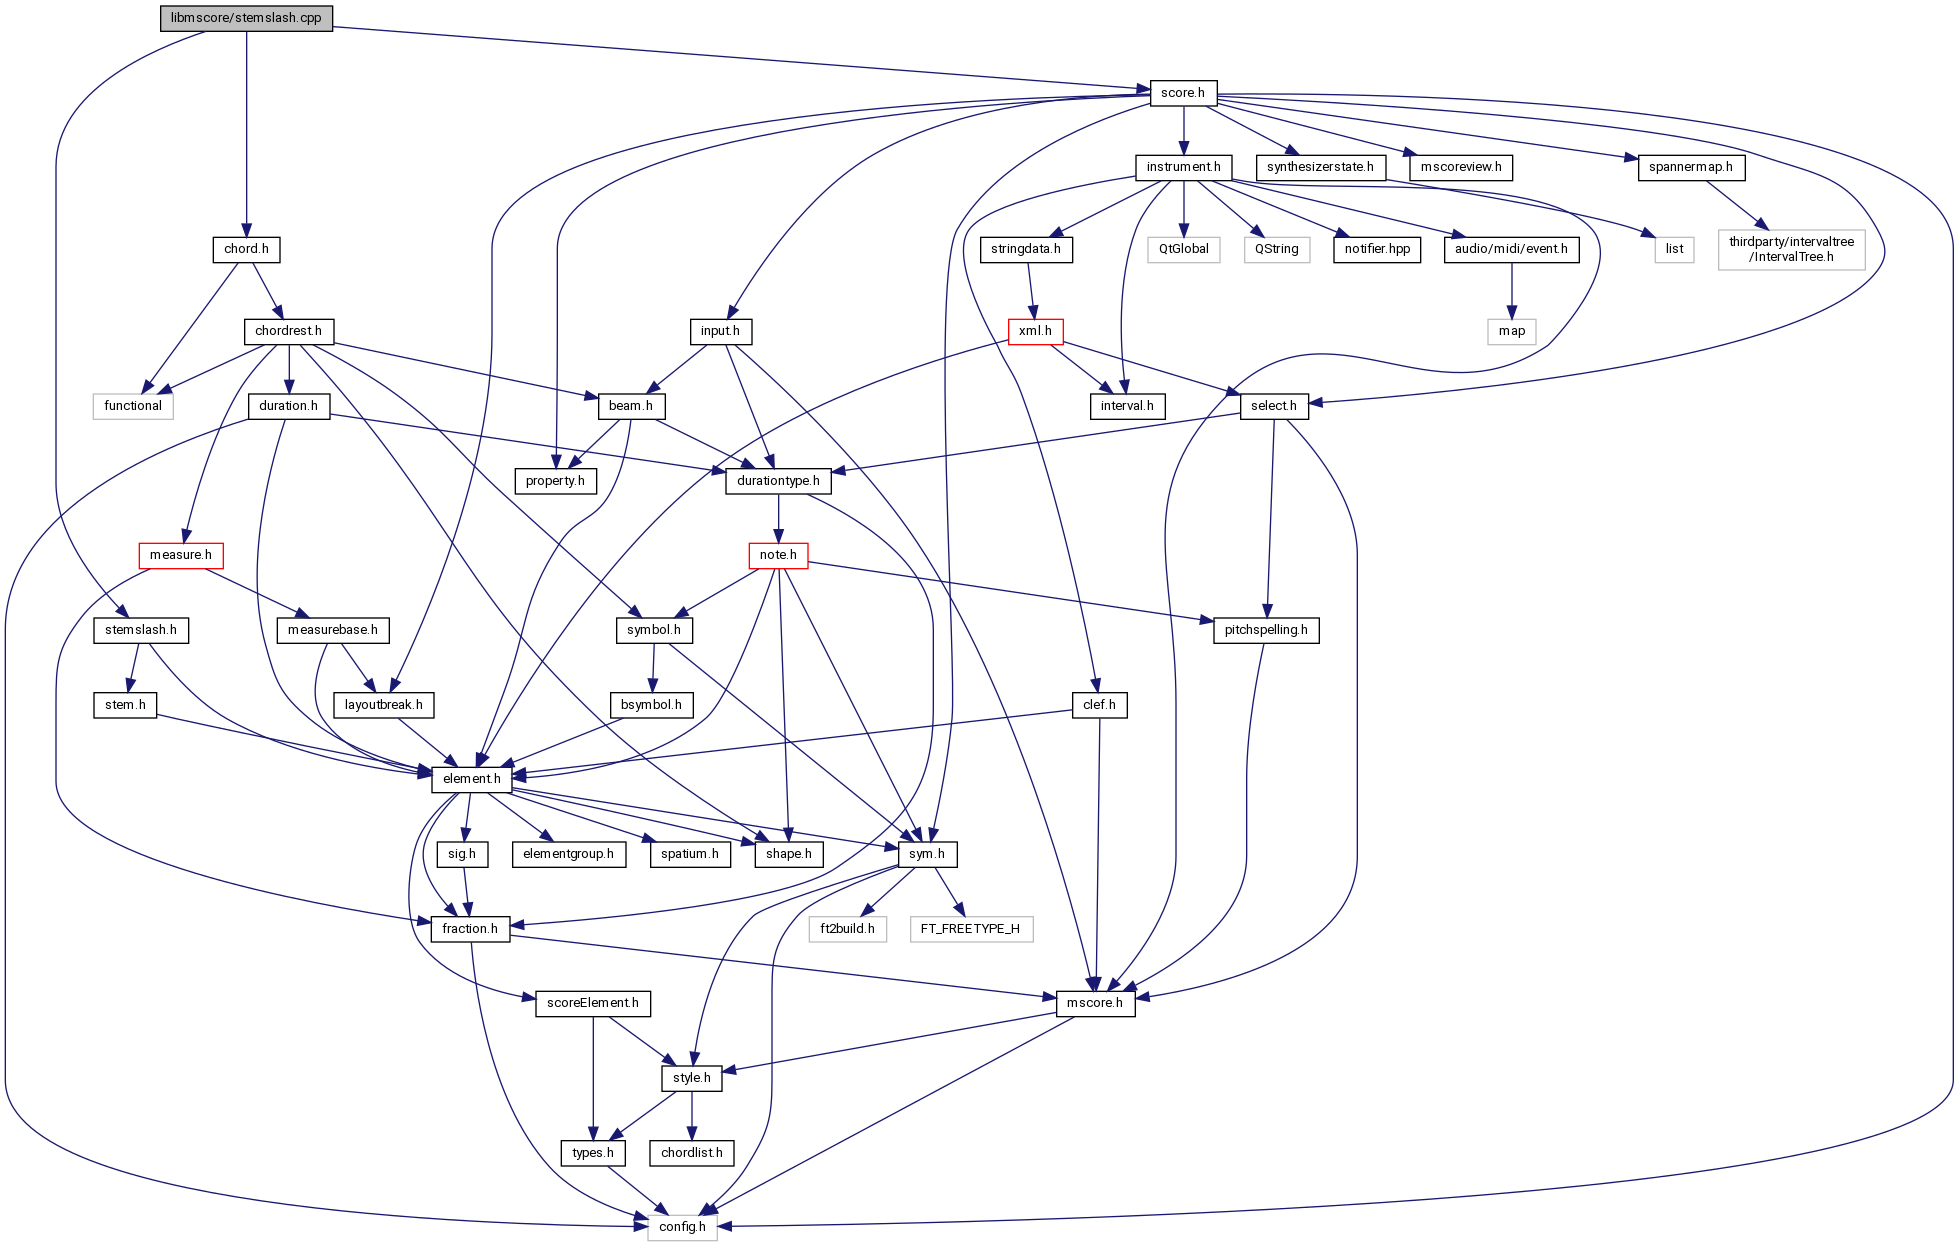 libmscore/stemslash.cpp
score.h
instrument.h
synthesizerstate.h
mscoreview.h
spannermap.h
chord.h
stringdata.h
QtGlobal
QString
notifier.hpp
audio/midi/event.h
list
thirdparty/intervaltree
/IntervalTree.h
chordrest.h
input.h
xml.h
map
functional
duration.h
beam.h
interval.h
select.h
property.h
durationtype.h
measure.h
note.h
stemslash.h
measurebase.h
symbol.h
pitchspelling.h
stem.h
layoutbreak.h
bsymbol.h
clef.h
element.h
sig.h
elementgroup.h
spatium.h
shape.h
sym.h
fraction.h
ft2build.h
FT_FREETYPE_H
scoreElement.h
mscore.h
style.h
types.h
chordlist.h
config.h